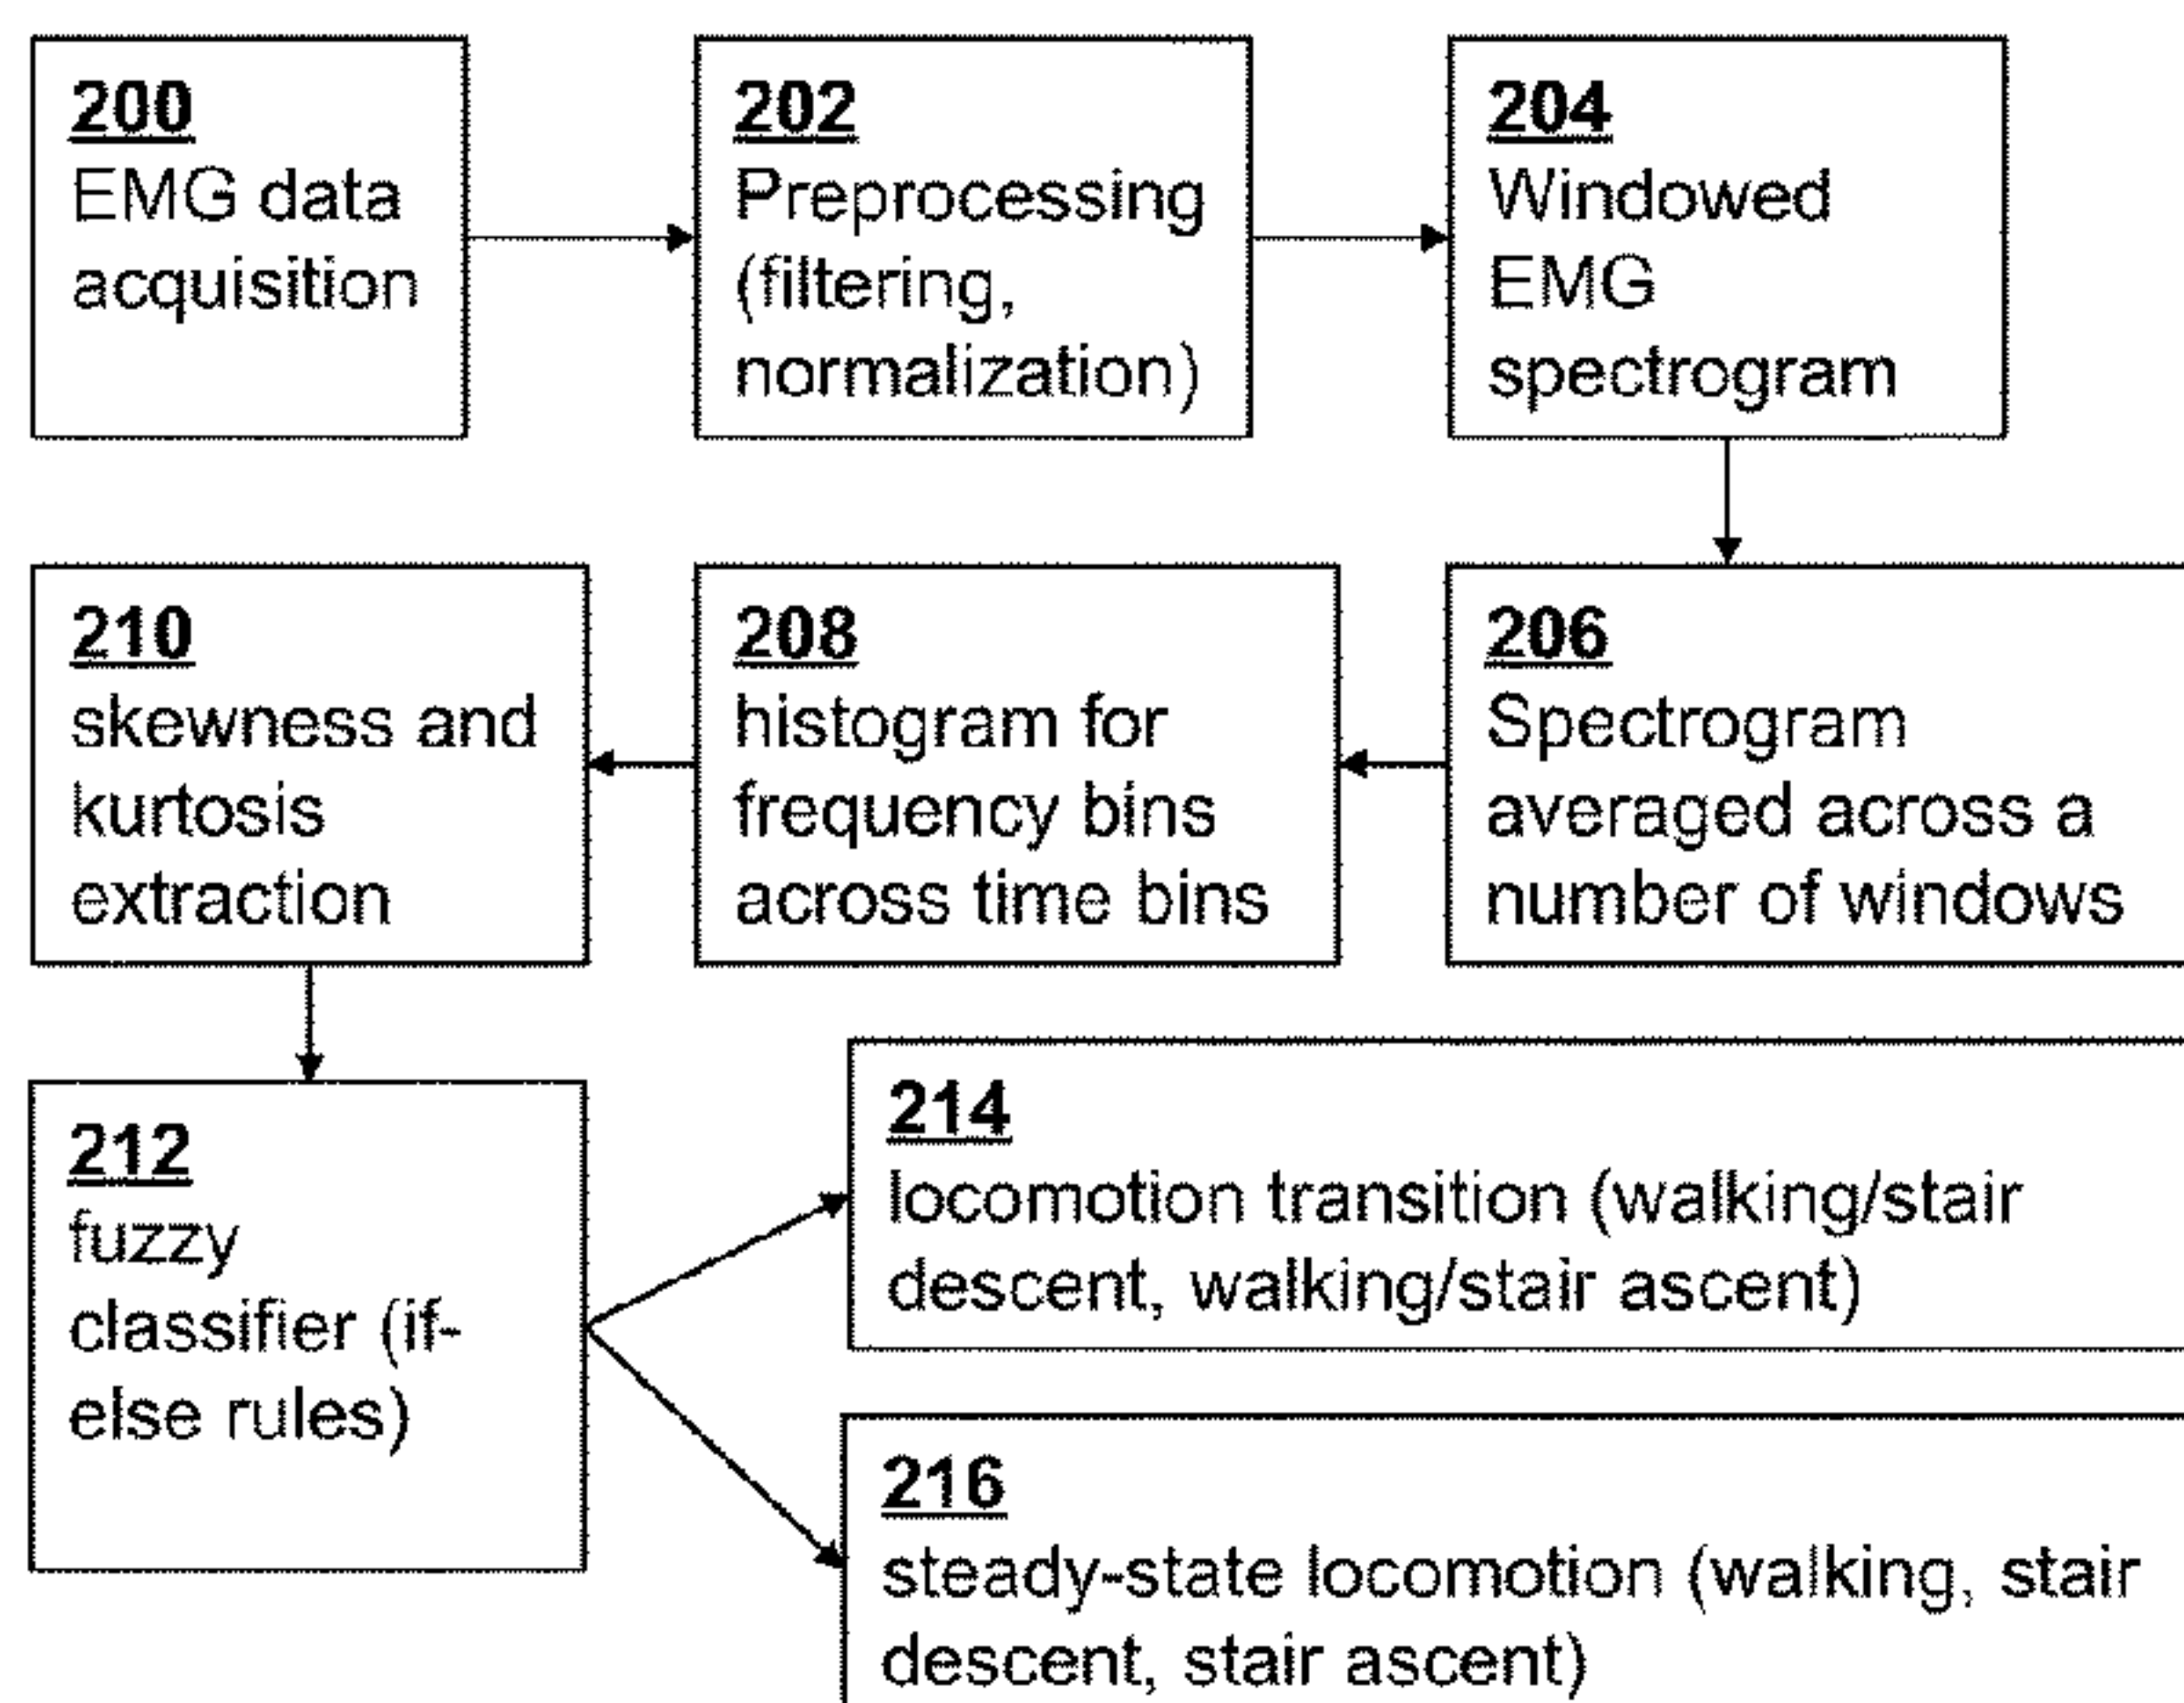 200
EMG data
acquisition
202
Preprocessing
(filtering,
normalization)
204
Windowed
EMG
spectrogram
210
skewness and
kurtosis
extraction
208
histogram for
frequency bins
across time bins
206
Spectrogram
averaged across a
number of windows
212
fuzzy
classifier (if-
else rules)
214
locomotion transition (walking/stair
descent, walking/stair ascent)
216
steady-state locomotion (walking, stair
descent, stair ascent)